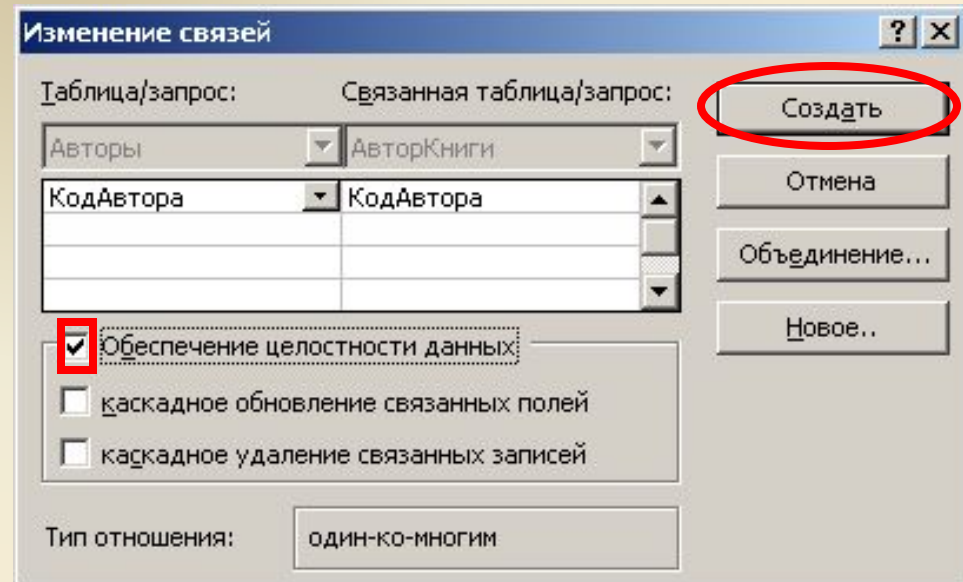 Изменение связей
Таблица/запрос: Связанная таблица/запрос:
Авторы АвторКниги
КодАвтора КодАвтора
Создать
Отмена
Объединение...
Новое..
Обеспечение целостности данных
каскадное обновление связанных полей
каскадное удаление связанных записей
Тип отношения: один-ко-многим